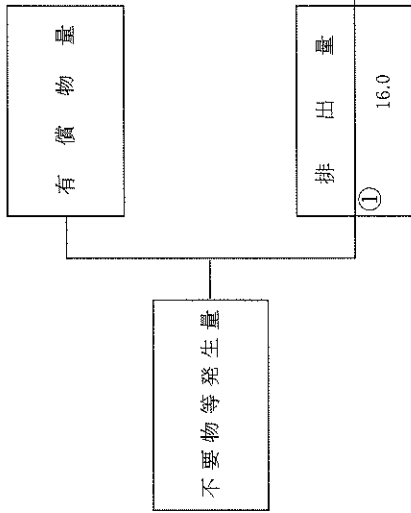 有償物量
排出量
①
16.0
不要物等発生量